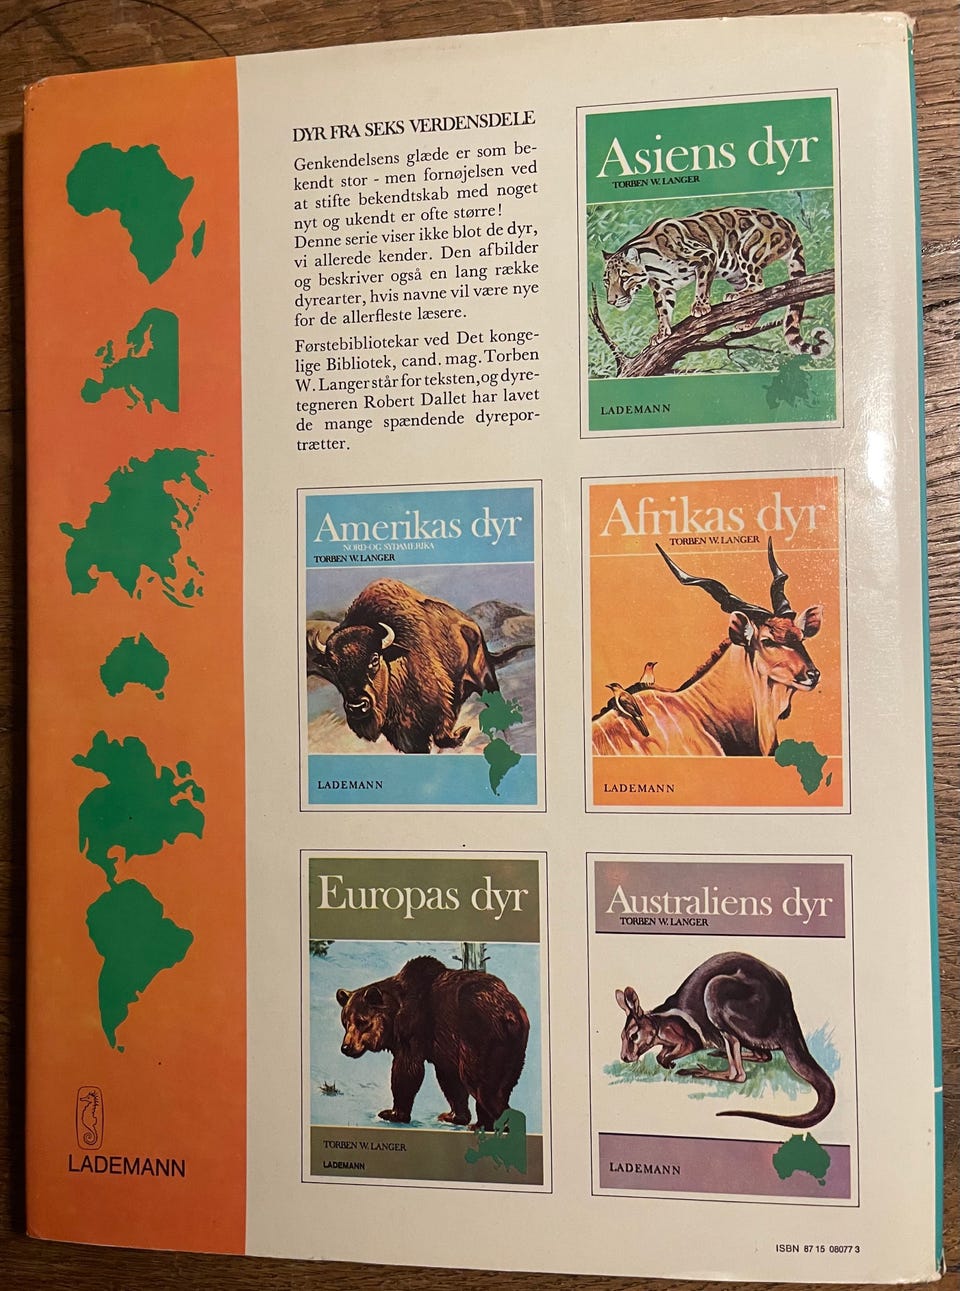 DYR FRA SEKS VERDENSDELE
Genkendelsens glæde er som be-
kendt stor - men fornøjelsen ved
at stifte bekendtskab med noget
nyt og ukendt er ofte større!
Denne serie viser ikke blot de dyr,
vi allerede kender. Den afbilder
og beskriver også en lang række
dyrearter, hvis navne vil være nye
for de allerfleste læsere.
Førstebibliotekar ved Det konge-
lige Bibliotek, cand. mag. Torben
W. Langer står for teksten, og dyre-
tegneren Robert Dallet har lavet
de mange spændende dyrepor-
trætter.
Asiens dyr
TORBEN W. LANGER
LADEMANN
Amerikas dyr
NORD- OG SYDAMERIKA
TORBEN W. LANGER
LADEMANN
Afrikas dyr
TORBEN W. LANGER
LADEMANN
Europas dyr
TORBEN W. LANGER
LADEMANN
Australiens dyr
TORBEN W. LANGER
LADEMANN
LADEMANN
ISBN 87 15 08077 3